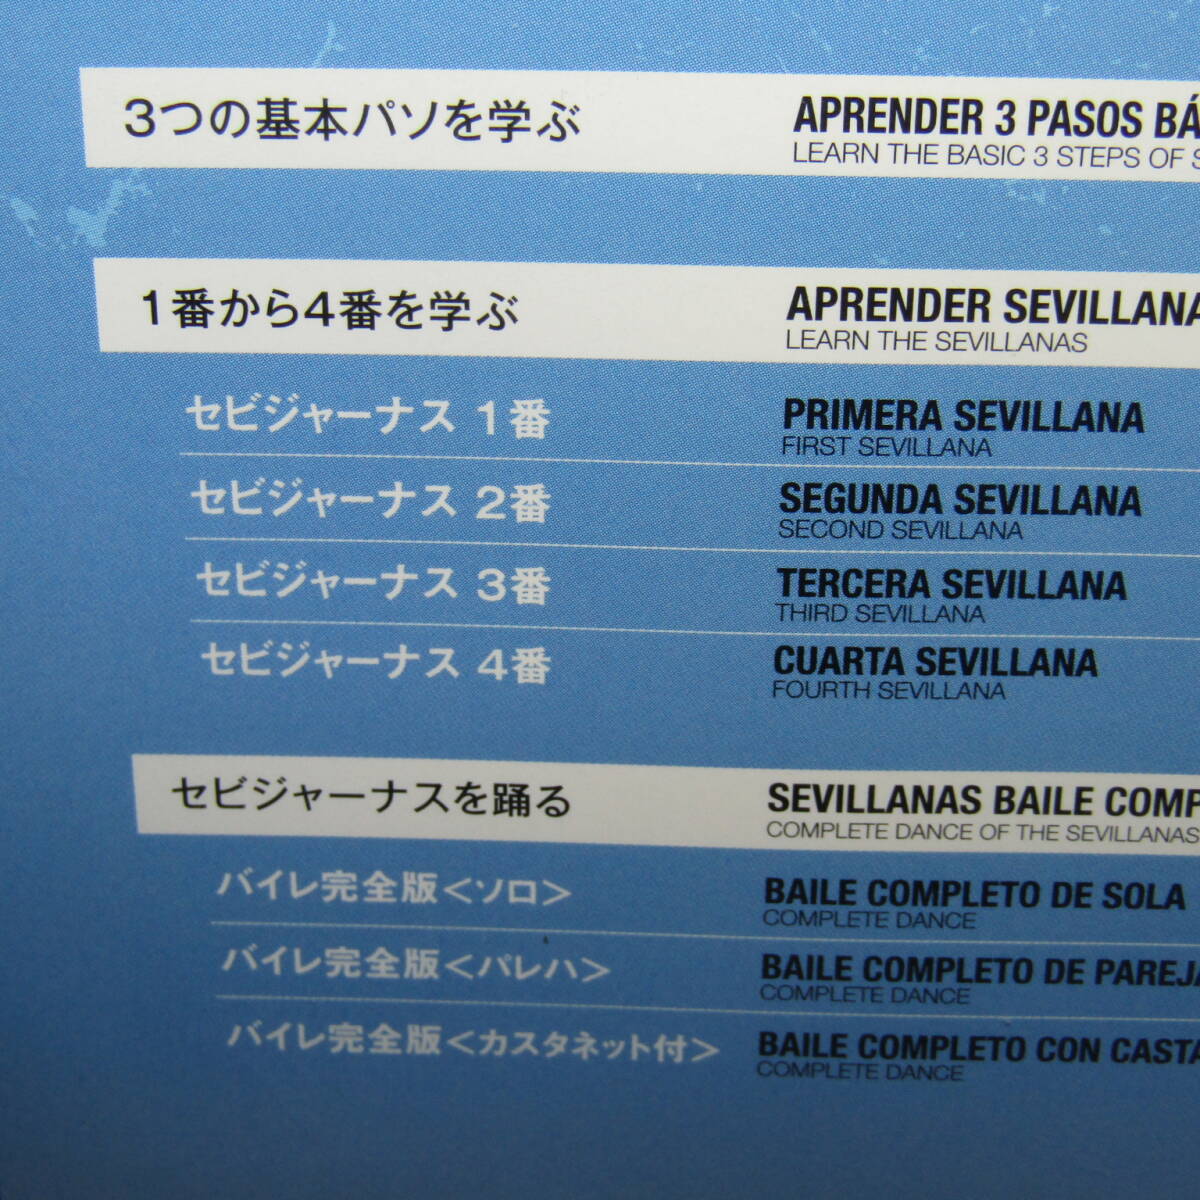 3つの基本パソを学ぶ
APRENDER 3 PASOS
LEARN THE BASIC 3 STEPS OF
1番から4番を学ぶ
APRENDER
LEARN THE SEVILLANAS
セビジャーナス 1番
PRIMERA SEVILLANA
FIRST SEVILLANA
セビジャーナス 2番
SEGUNDA SEVILLANA
SECOND SEVILLANA
セビジャーナス 3番
TERCERA SEVILLANA
THIRD SEVILLANA
セビジャーナス 4番
CUARTA SEVILLANA
FOURTH SEVILLANA
セビジャーナスを踊る
SEVILLANAS BAILE
COMPLETE DANCE OF THE SEVILLANAS
バイレ完全版<ソロ>
BAILE COMPLETO DE SOLA
COMPLETE DANCE
バイレ完全版<パレハ>
BAILE COMPLETO DE
COMPLETE DANCE
バイレ完全版<カスタネット付>
BAILE COMPLETO CON
COMPLETE DANCE